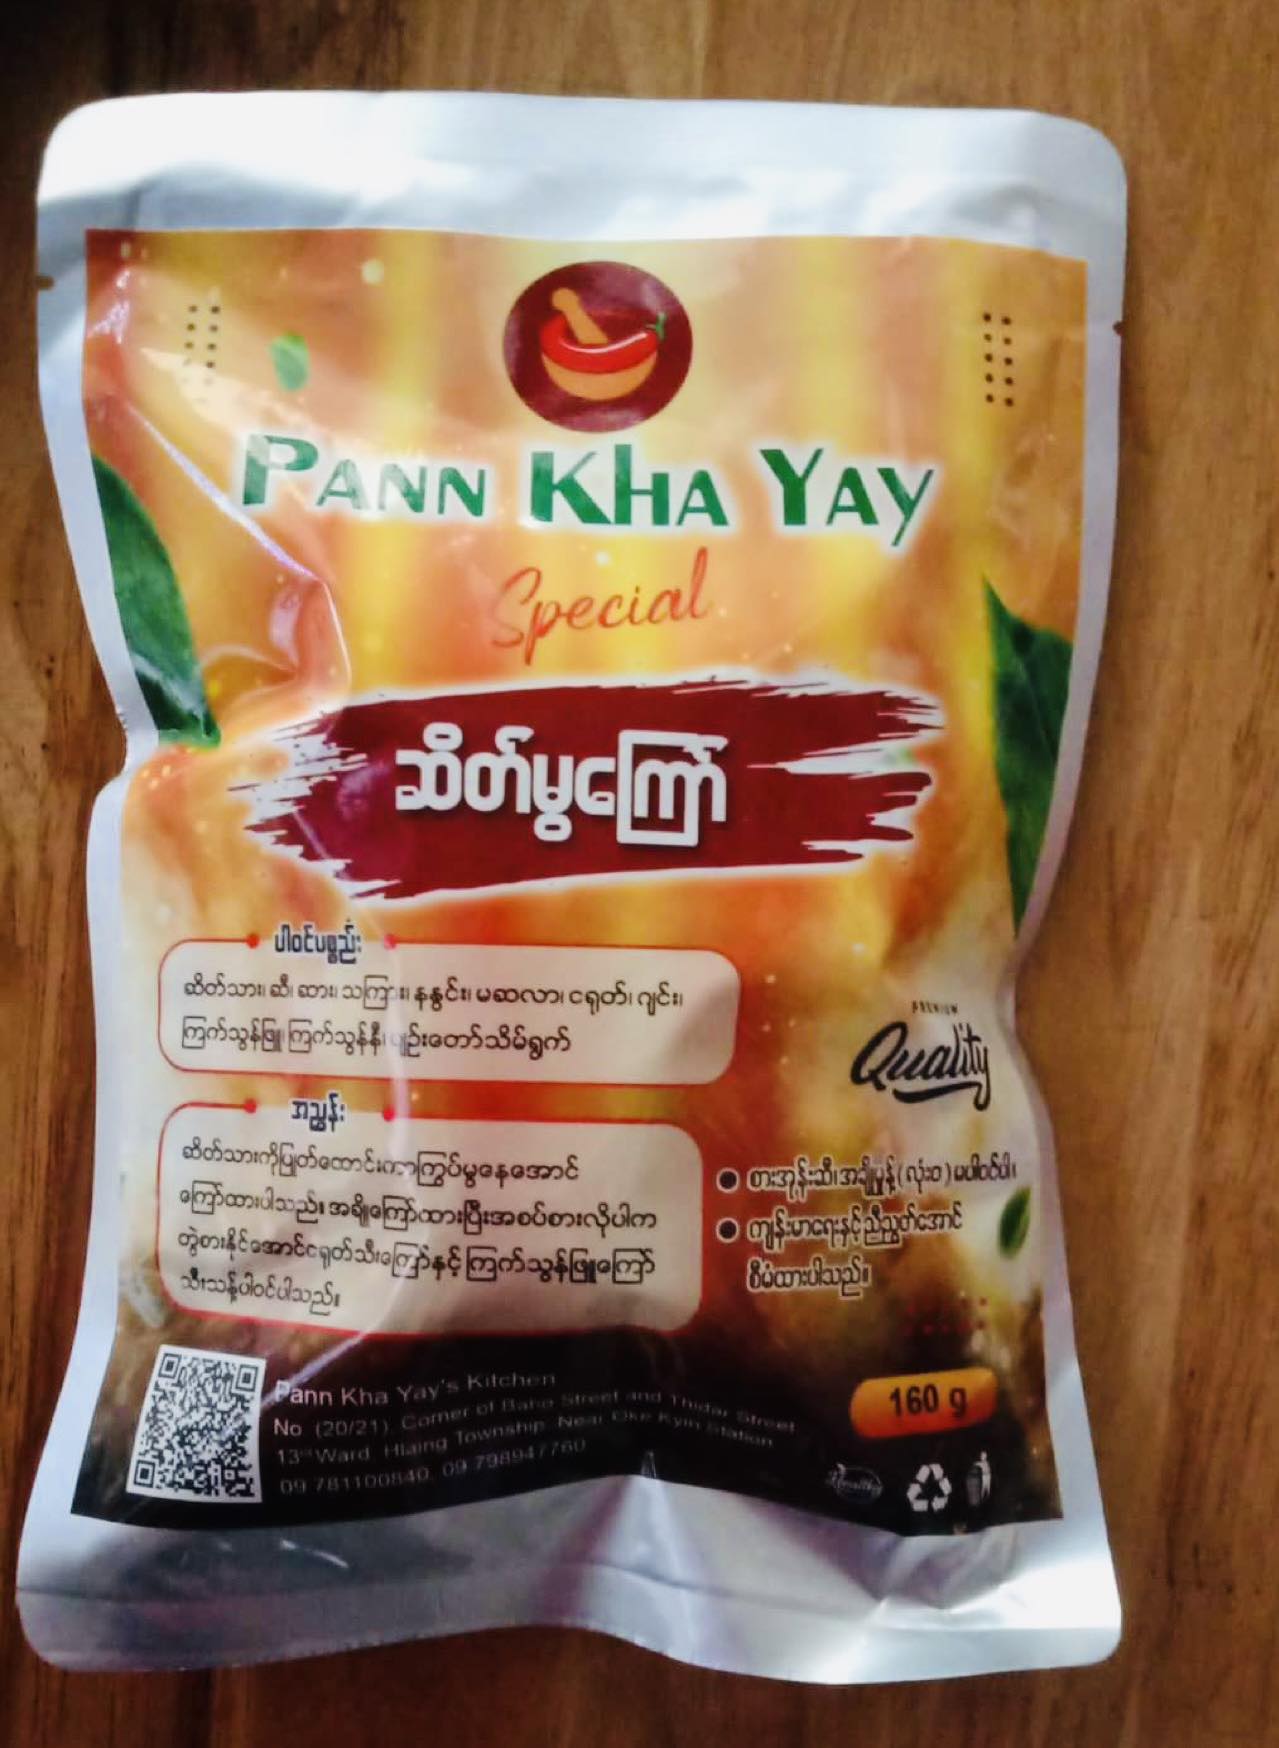 PANN KHA YAY
Special
ဆိတ်မွကြော်
ပါဝင်ပစ္စည်း
ဆိတ်သား၊ ဆီ၊ ဆား၊ သကြား၊ နနွင်း၊ မဆလာ၊ ငရုတ်၊ ဂျင်း၊
ကြက်သွန်ဖြူ၊ ကြက်သွန်နီ၊ ပျဉ်းတော်သိမ်ရွက်
PREMIUM
Quality
အညွှန်း
ဆိတ်သားကိုပြုတ်ထောင်းကာကြွပ်မွနေအောင်
ကြော်ထားပါသည်။ အချိုကြော်ထားပြီးအစပ်စားလိုပါက
တွဲစားနိုင်အောင်ငရုတ်သီးကြော်နှင့် ကြက်သွန်ဖြူကြော်
သီးသန့်ပါဝင်ပါသည်။
● စားအုန်းဆီ၊ အချိုမှုန့် (လုံးဝ) မပါဝင်ပါ။
● ကျန်းမာရေးနှင့်ညီညွတ်အောင်
စီမံထားပါသည်။
160 g
Pann Kha Yay's Kitchen
No (20/21), Corner of Baho Street and Thidar Street
13rd Ward, Hlaing Township, Near Oke Kyin Station
09 781100840, 09 798947760